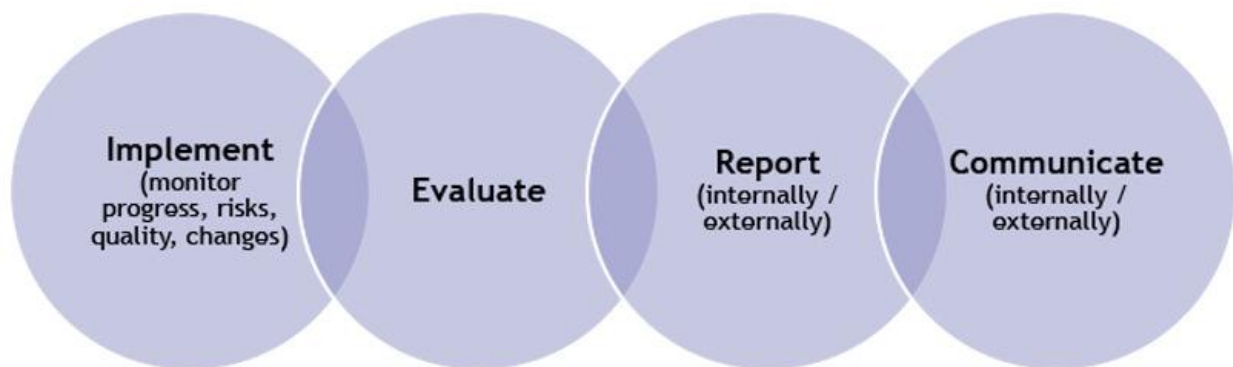 Implement
(monitor
progress, risks,
quality, changes)
Evaluate
Report
(internally /
externally)
Communicate
(internally /
externally)